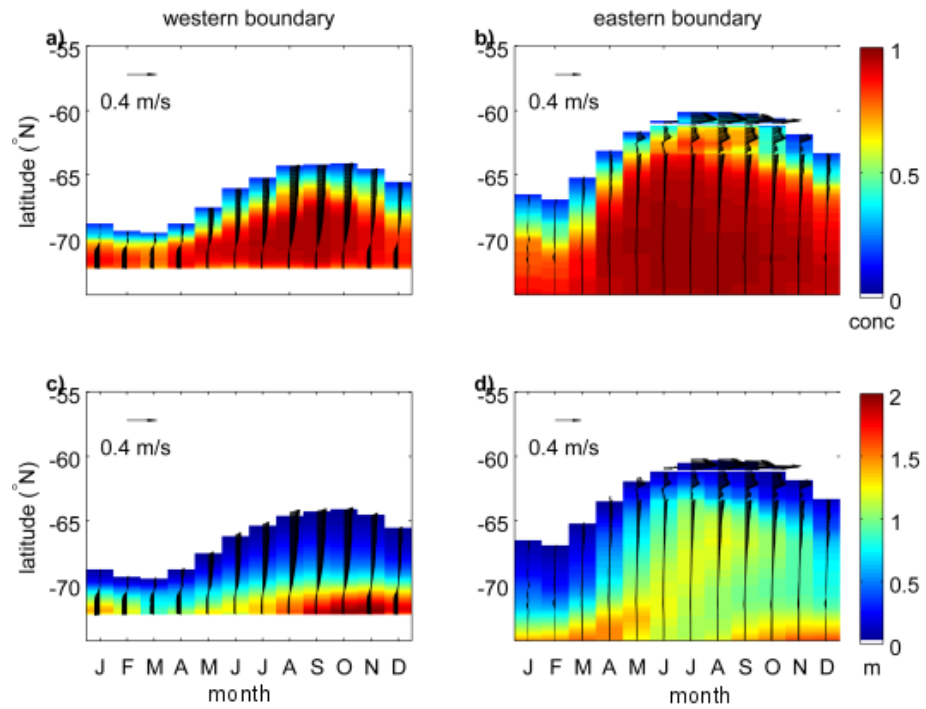 western boundary
eastern boundary
a)
b)
-55
-60
-65
-70
latitude (°N)
0.4 m/s
J F M A M J J A S O N D
-55
-60
-65
-70
0.4 m/s
J F M A M J J A S O N D
1
0.5
0
conc
c)
d)
-55
-60
-65
-70
latitude (°N)
0.4 m/s
J F M A M J J A S O N D
month
-55
-60
-65
-70
0.4 m/s
J F M A M J J A S O N D
month
2
1.5
1
0.5
0
m